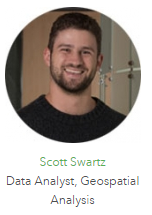 Scott Swartz
Data Analyst, Geospatial
Analysis